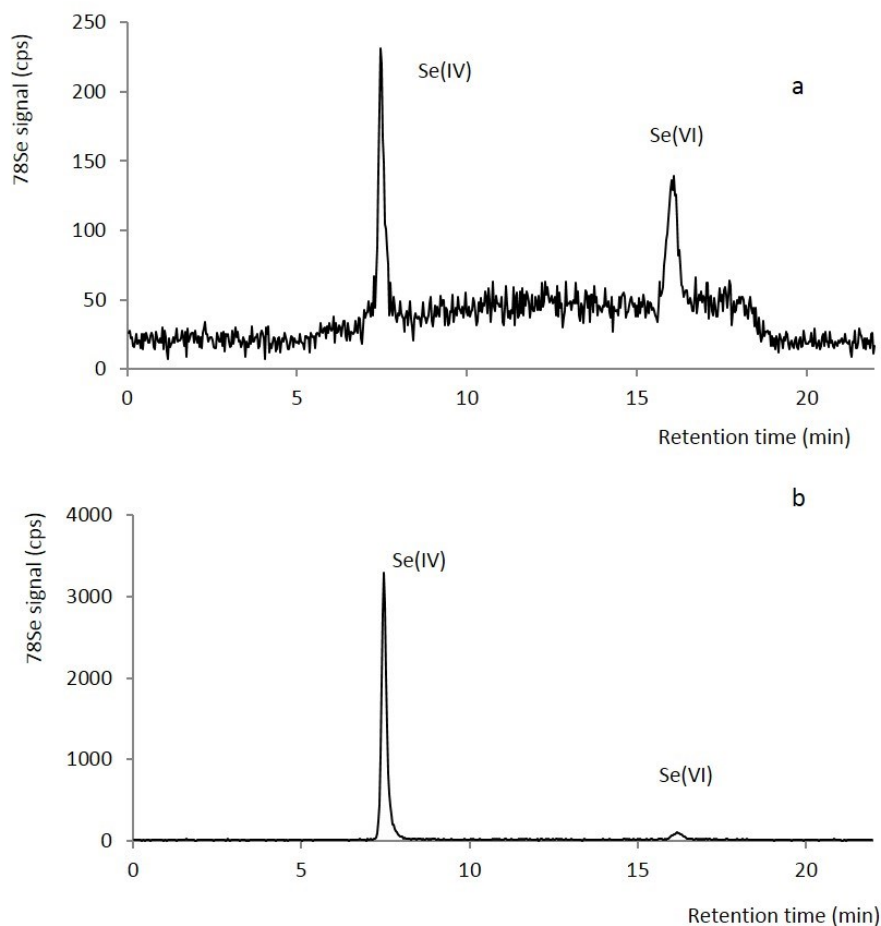 250
200
150
100
50
0
78Se signal (cps)
Se(IV)
Se(VI)
a
0 5 10 15 20
Retention time (min)
b
4000
3000
2000
1000
0
78Se signal (cps)
Se(IV)
Se(VI)
0 5 10 15 20
Retention time (min)